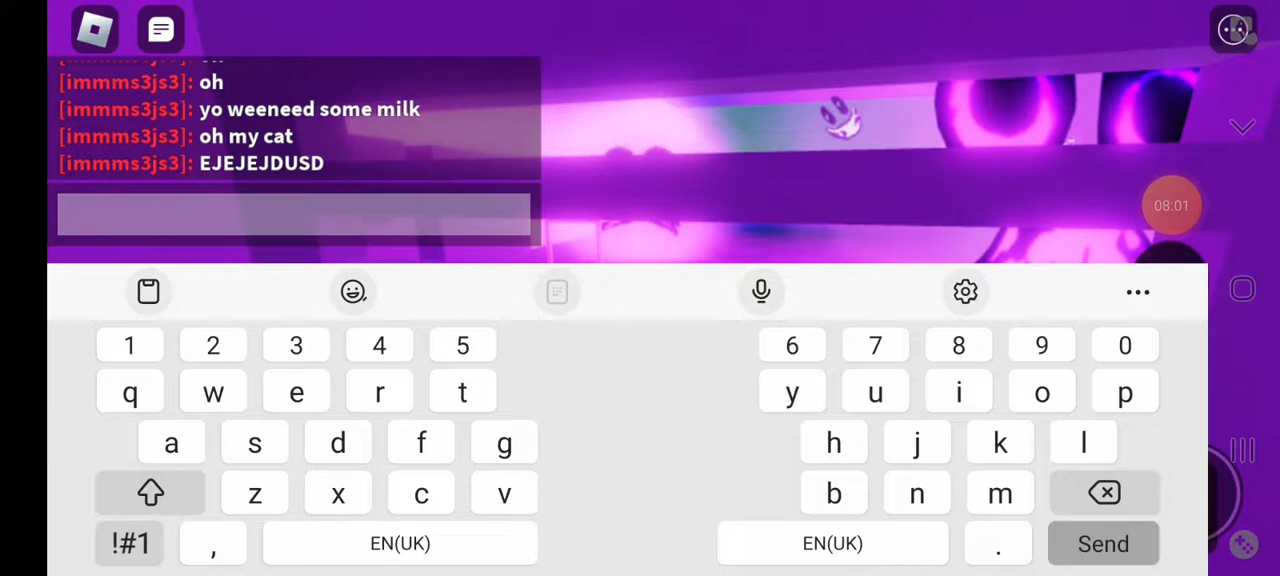 [immms3js3]: oh
[immms3js3]: yo weeneed some milk
[immms3js3]: oh my cat
[immms3js3]: EJEJEJDUSD
08:01
1 2 3 4 5 6 7 8 9 0
q w e r t y u i o p
a s d f g h j k l
z x c v b n m
!#1 , EN(UK) EN(UK) . Send